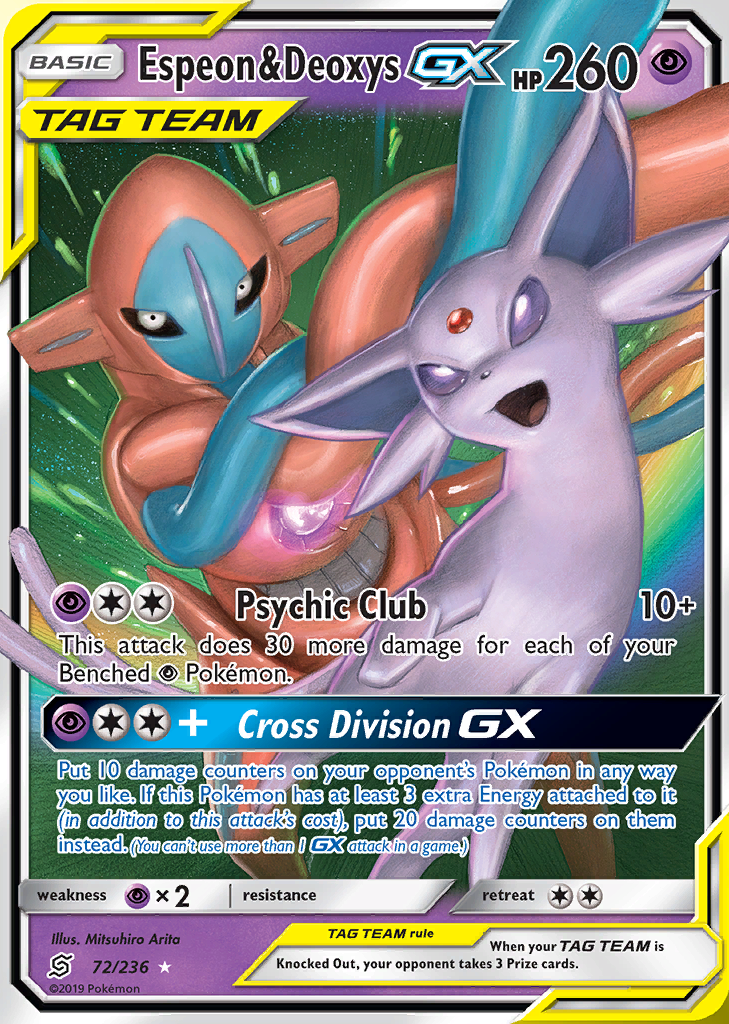 BASIC Espeon&Deoxys GX HP260
TAG TEAM
Psychic Club 10+
This attack does 30 more damage for each of your
Benched Pokémon.
+ Cross Division GX
Put 10 damage counters on your opponent's Pokémon in any way
you like. If this Pokémon has at least 3 extra Energy attached to it
(in addition to this attack's cost), put 20 damage counters on them
instead. (You can't use more than 1 GX attack in a game.)
weakness ×2 resistance retreat
Illus. Mitsuhiro Arita
TAG TEAM rule
When your TAG TEAM is
Knocked Out, your opponent takes 3 Prize cards.
72/236 ★
©2019 Pokémon